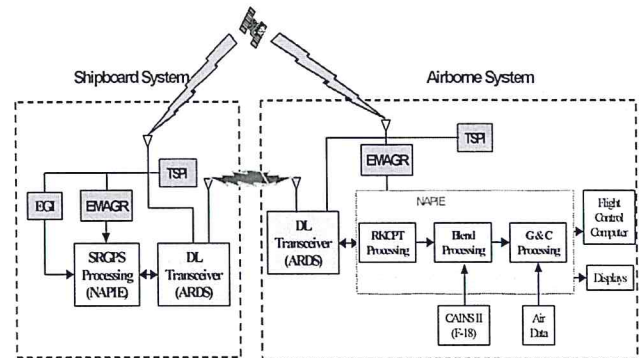 Shipboard System
Airborne System
TSPI
EGI
EMAGR
SRGPS
Processing
(NAPIE)
DL
Transceiver
(ARDS)
TSPI
EMAGR
NAPIE
DL
Transceiver
(ARDS)
RKCPT
Processing
Blend
Processing
G & C
Processing
Flight
Control
Computer
Displays
CAINS II
(F-18)
Air
Data